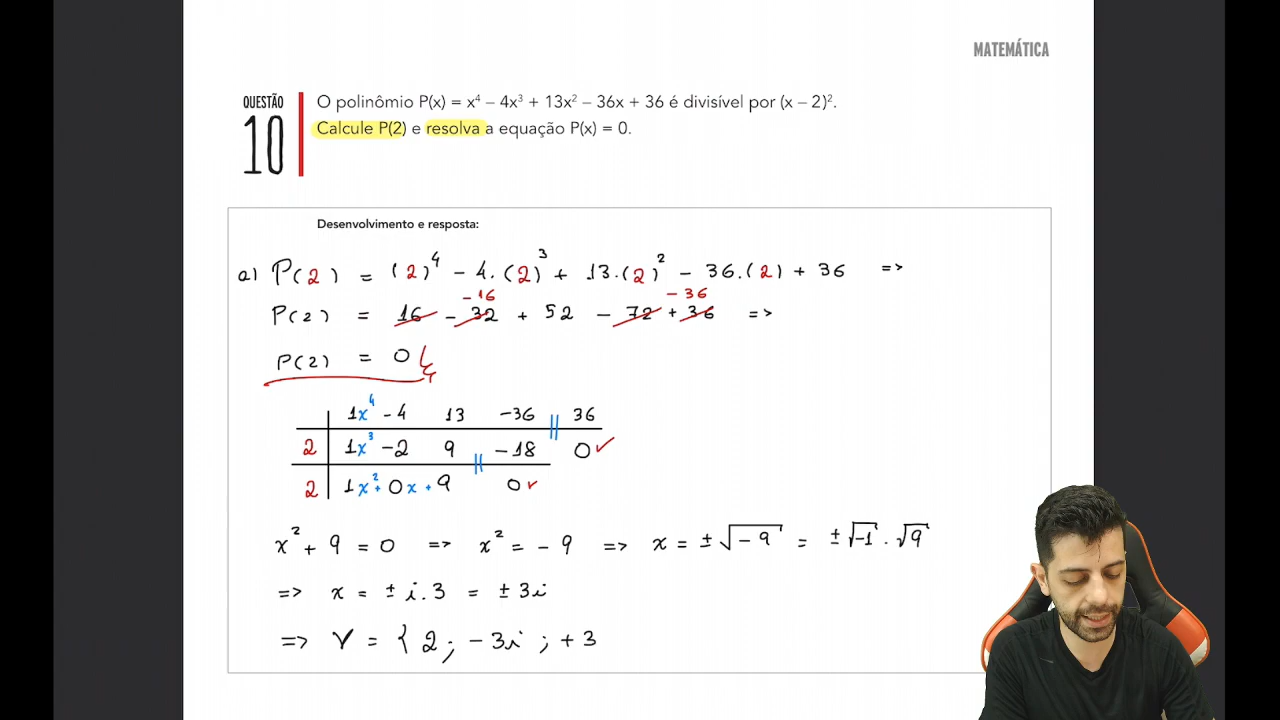 MATEMÁTICA
QUESTÃO
10
O polinômio P(x) = x⁴ – 4x³ + 13x² – 36x + 36 é divisível por (x – 2)².
Calcule P(2) e resolva a equação P(x) = 0.
Desenvolvimento e resposta:
a) P(2) = (2)⁴ - 4.(2)³ + 13.(2)² - 36.(2) + 36 =>
-16 -36
P(2) = 16 - 32 + 52 - 72 + 36 =>
P(2) = 0
1x⁴ -4 13 -36 || 36
2 1x³ -2 9 || -18 0 ✓
2 1x² + 0x + 9 0 ✓
x² + 9 = 0 => x² = -9 => x = ±√-9 = ±√-1 . √9
=> x = ± i.3 = ± 3i
=> V = { 2 ; -3i ; +3